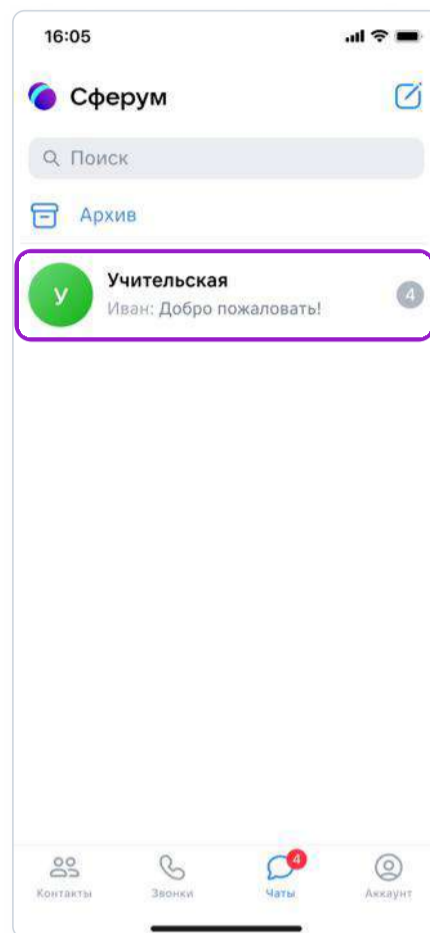 16:05
Сферум
Поиск
Архив
У
Учительская
Иван: Добро пожаловать!
4
4
Контакты
Звонки
Чаты
Аккаунт